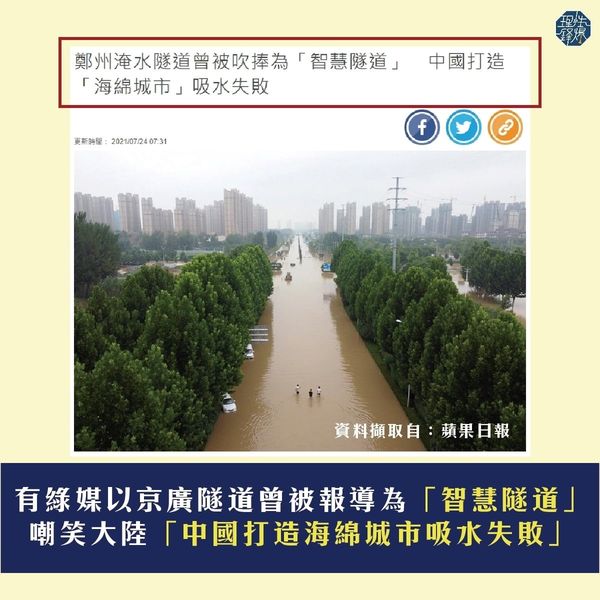 理性
鋒爆
鄭州淹水隧道曾被吹捧為「智慧隧道」 中國打造
「海綿城市」吸水失敗
更新時間: 2021/07/24 07:31
資料擷取自:蘋果日報
有綠媒以京廣隧道曾被報導為「智慧隧道」
嘲笑大陸「中國打造海綿城市吸水失敗」